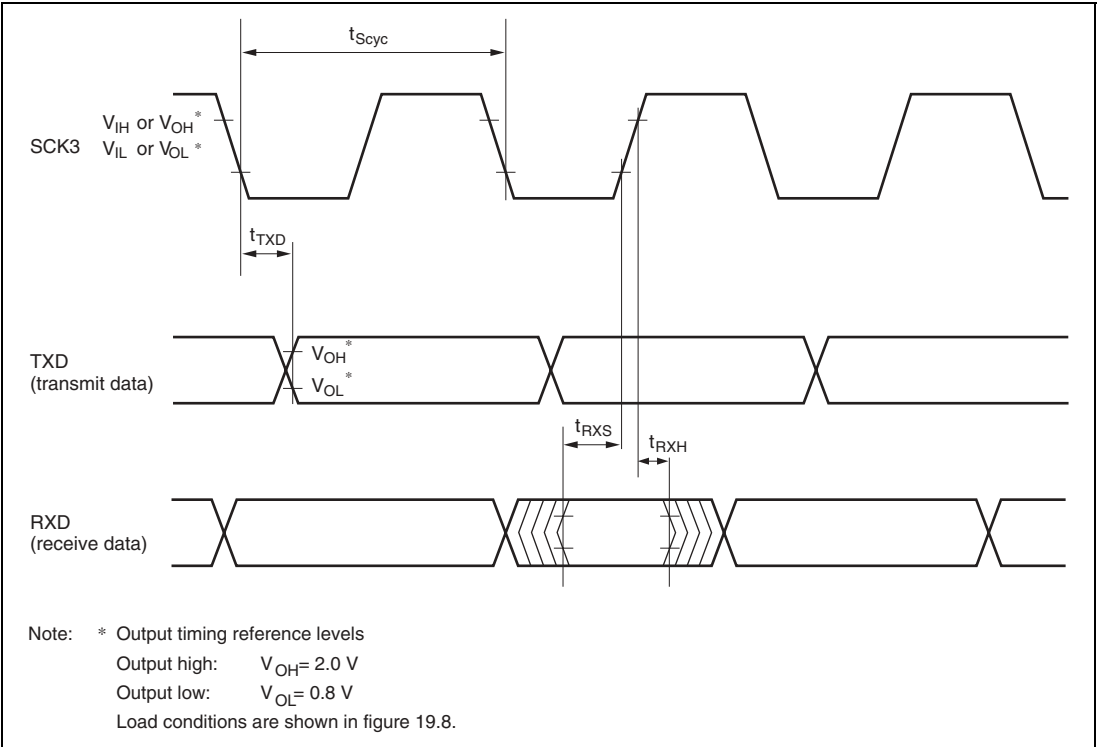 tScyc
VIH or VOH*
SCK3 VIL or VOL *
tTXD
TXD
(transmit data)
VOH*
VOL*
tRXS
tRXH
RXD
(receive data)
Note: * Output timing reference levels
Output high: VOH= 2.0 V
Output low: VOL= 0.8 V
Load conditions are shown in figure 19.8.